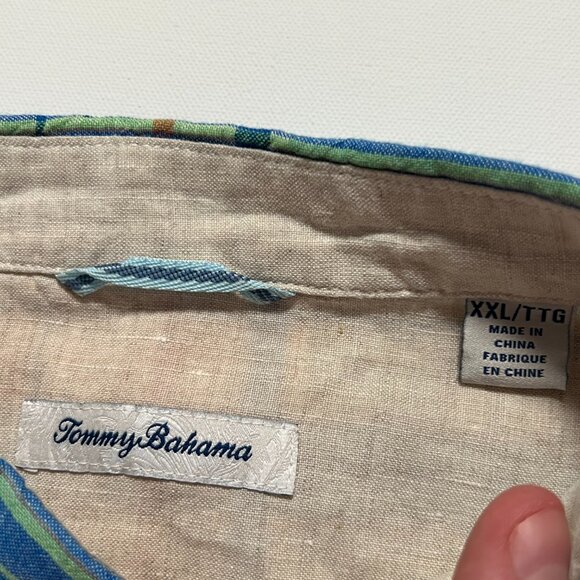 XXL/TTG
MADE IN
CHINA
FABRIQUE
EN CHINE
Tommy Bahama